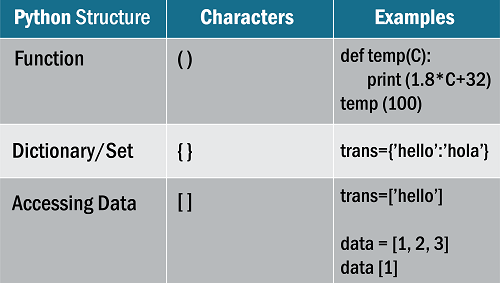 Python Structure Characters Examples
Function ( ) def temp(C):
print (1.8*C+32)
temp (100)
Dictionary/Set { } trans={'hello':'hola'}
Accessing Data [ ] trans=['hello']
data = [1, 2, 3]
data [1]